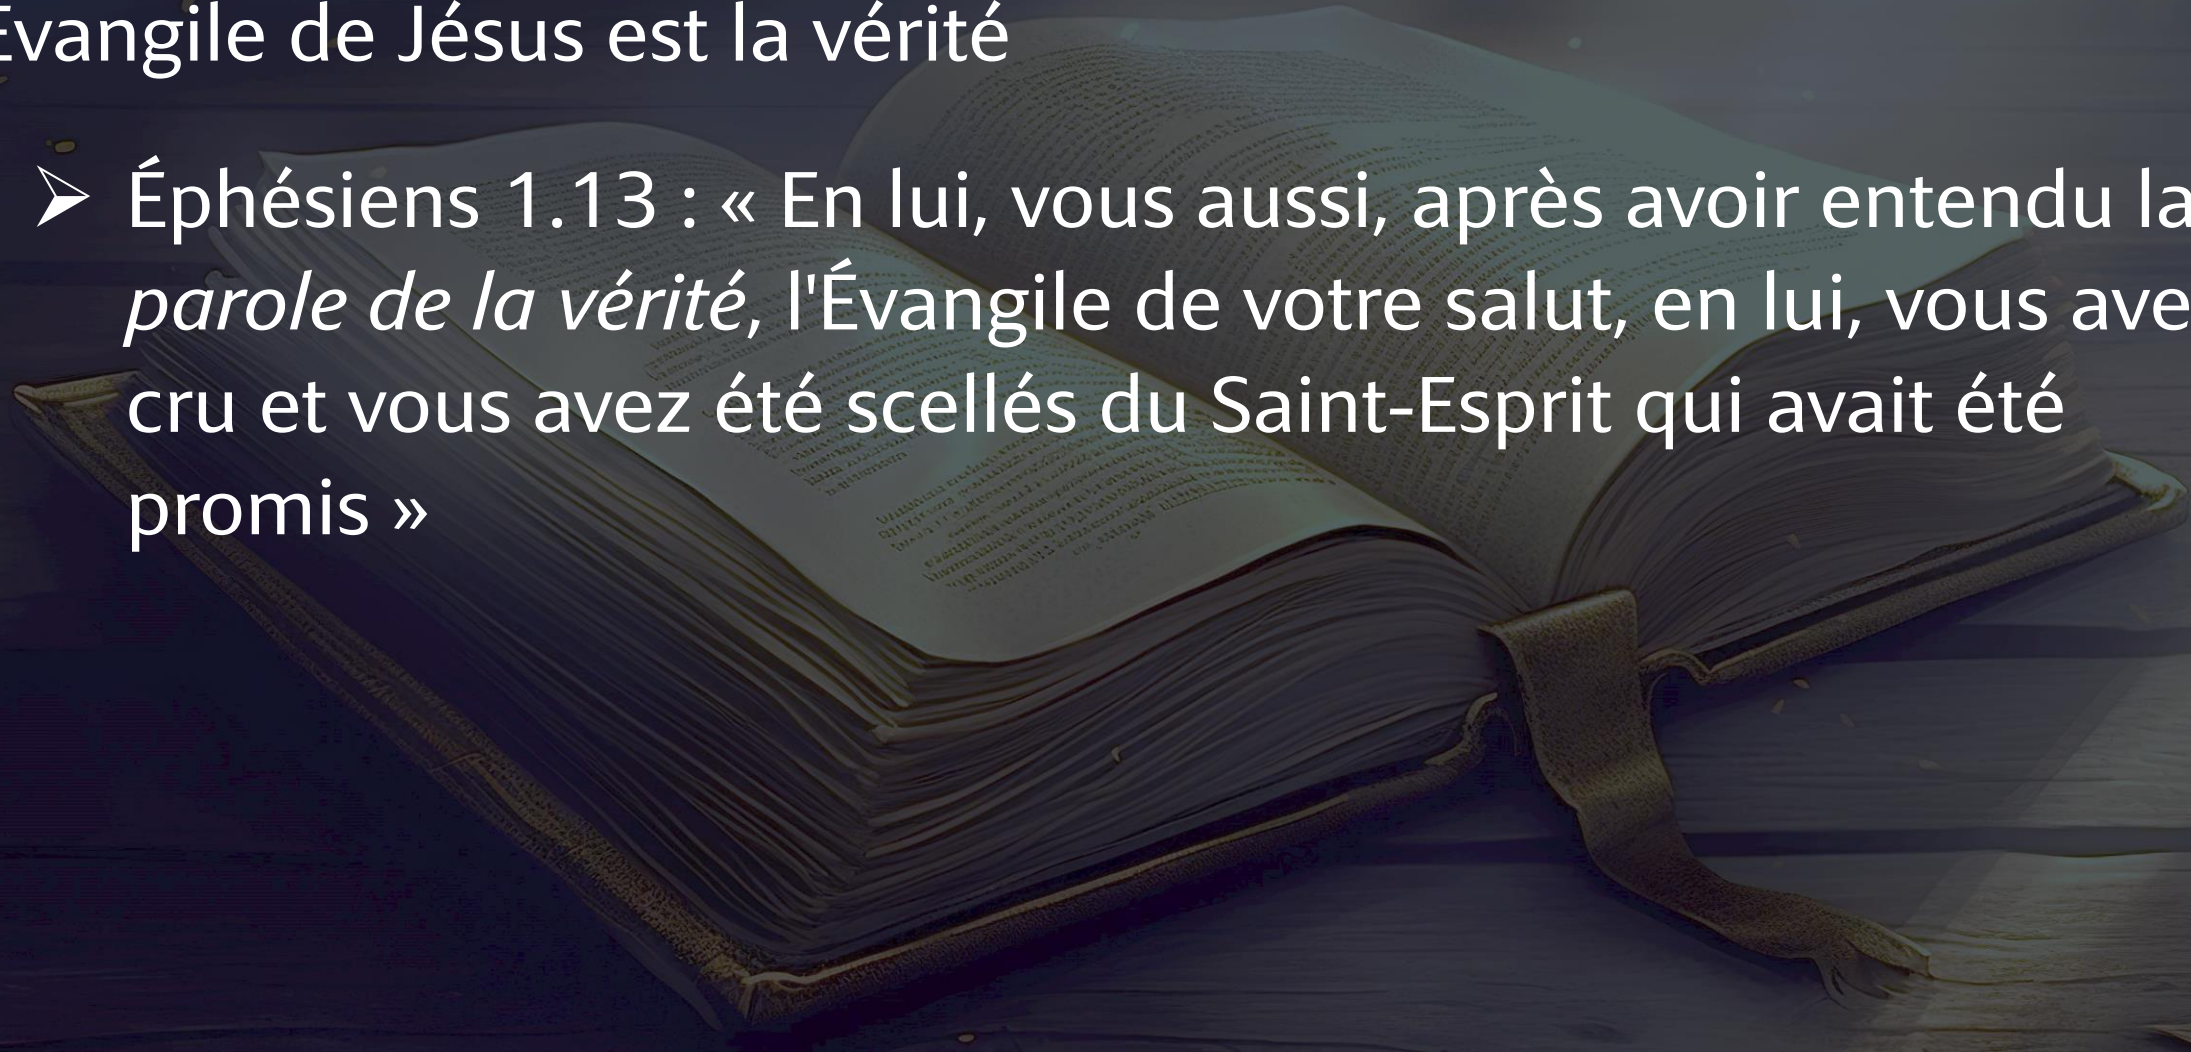 Évangile de Jésus est la vérité
➢ Éphésiens 1.13 : « En lui, vous aussi, après avoir entendu la
parole de la vérité, l'Évangile de votre salut, en lui, vous ave
cru et vous avez été scellés du Saint-Esprit qui avait été
promis »